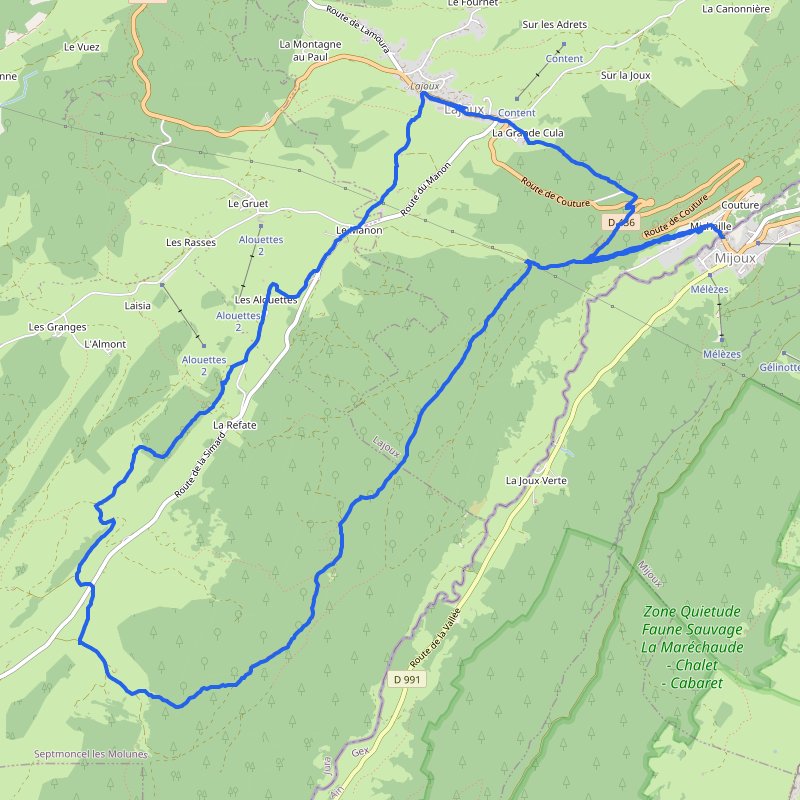 Le Fournet
La Canonnière
Route de Lamoura
Sur les Adrets
Le Vuez
La Montagne
au Paul
Content
Sur la Joux
Lajoux
Lajoux
Content
La Grande Cula
Route du Manon
Route de Couture
D 436
Route de Couture
Couture
Mijoux
Le Gruet
Le Manon
Les Rasses
Alouettes
2
Mélèzes
Laisia
Les Alouettes
Alouettes
2
Les Granges
L'Almont
Alouettes
2
Mélèzes
Gélinotte
La Refate
Lajoux
Route de la Simard
La Joux Verte
Mijoux
Zone Quietude
Faune Sauvage
La Maréchaude
- Chalet
- Cabaret
Route de la Vallée
D 991
Septmoncel les Molunes
Jura
Gex
Ain